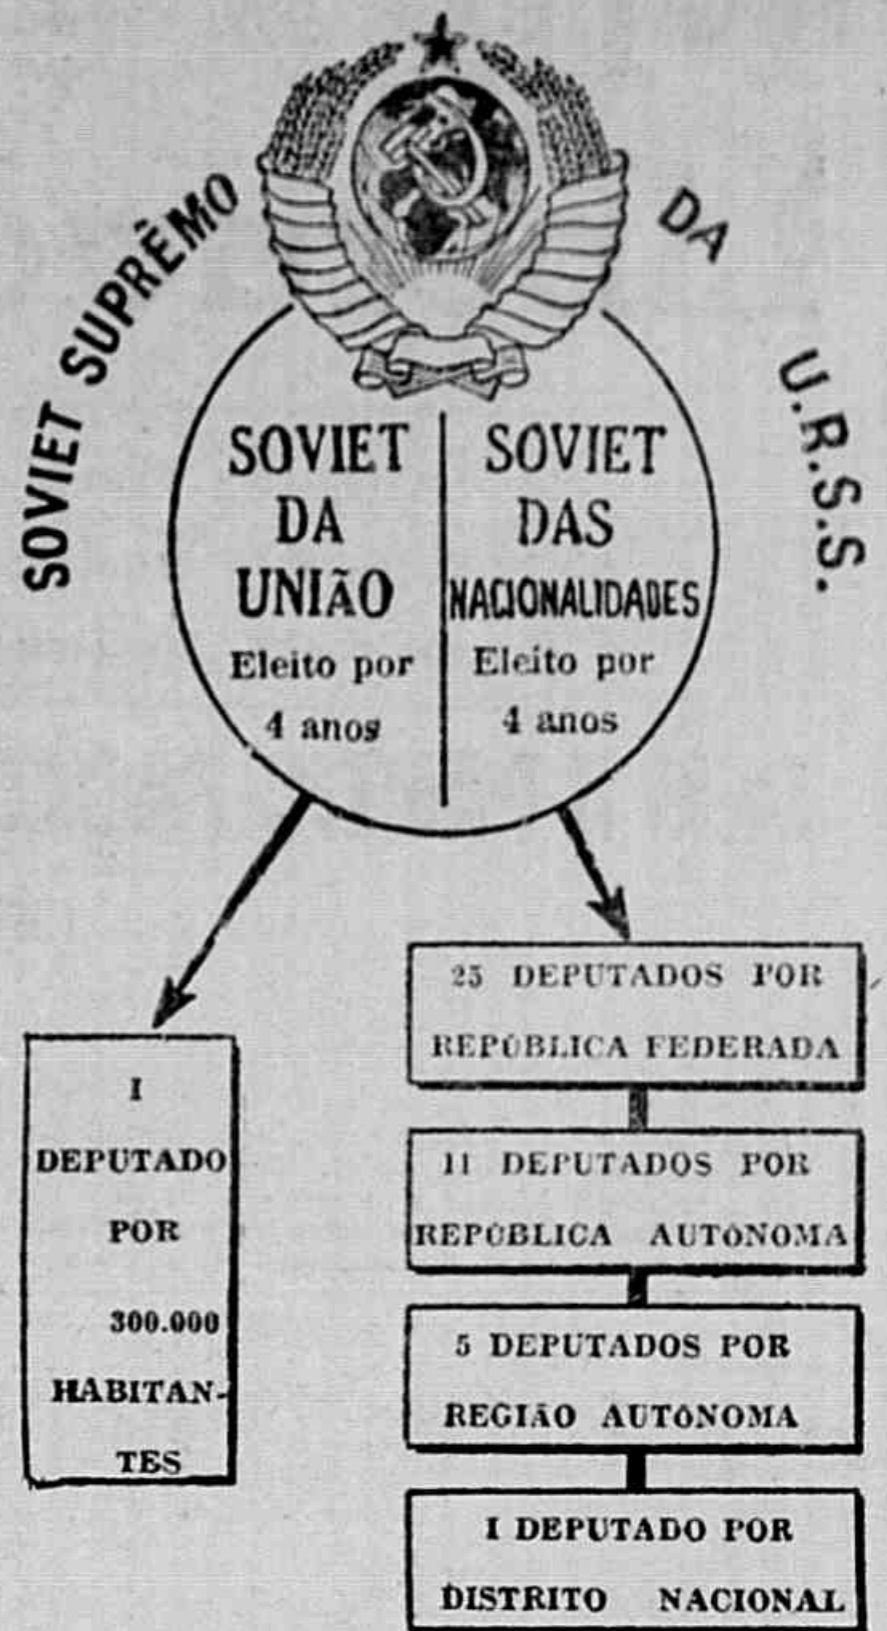 SOVIET SUPRÊMO DA U.R.S.S.
SOVIET
DA
UNIÃO
Eleito por
4 anos
SOVIET
DAS
NACIONALIDADES
Eleito por
4 anos
I
DEPUTADO
POR
300.000
HABITAN-
TES
25 DEPUTADOS POR
REPÚBLICA FEDERADA
11 DEPUTADOS POR
REPÚBLICA AUTÔNOMA
5 DEPUTADOS POR
REGIÃO AUTÔNOMA
I DEPUTADO POR
DISTRITO NACIONAL